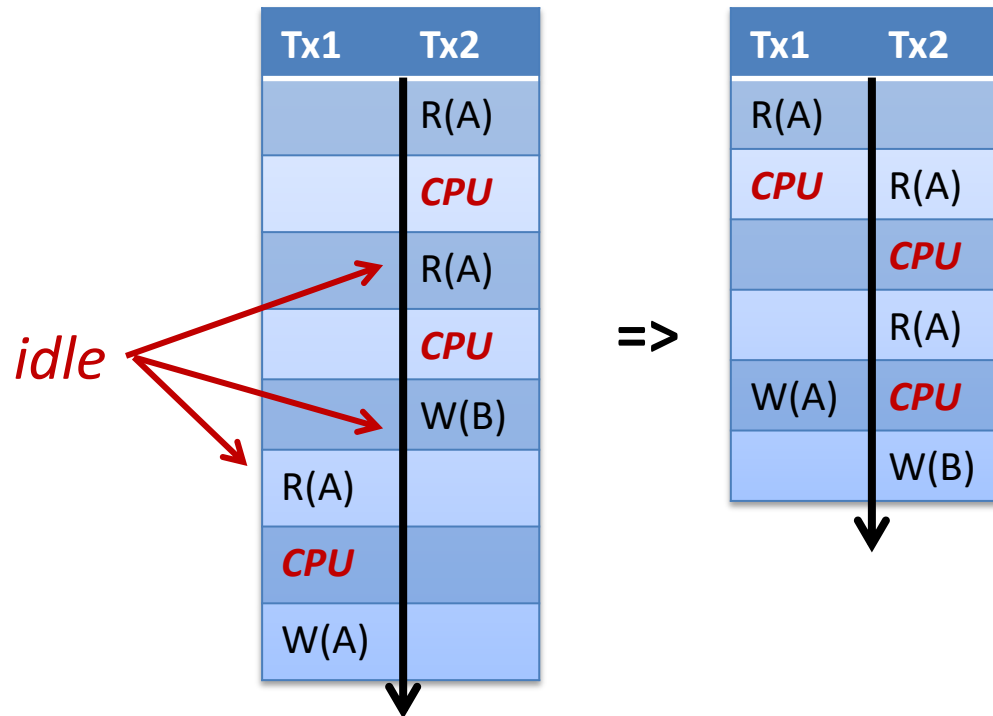 Tx1 Tx2 Tx1 Tx2
R(A) R(A)
CPU CPU R(A)
R(A) CPU
idle CPU => R(A)
W(B) W(A) CPU
R(A) W(B)
CPU
W(A)